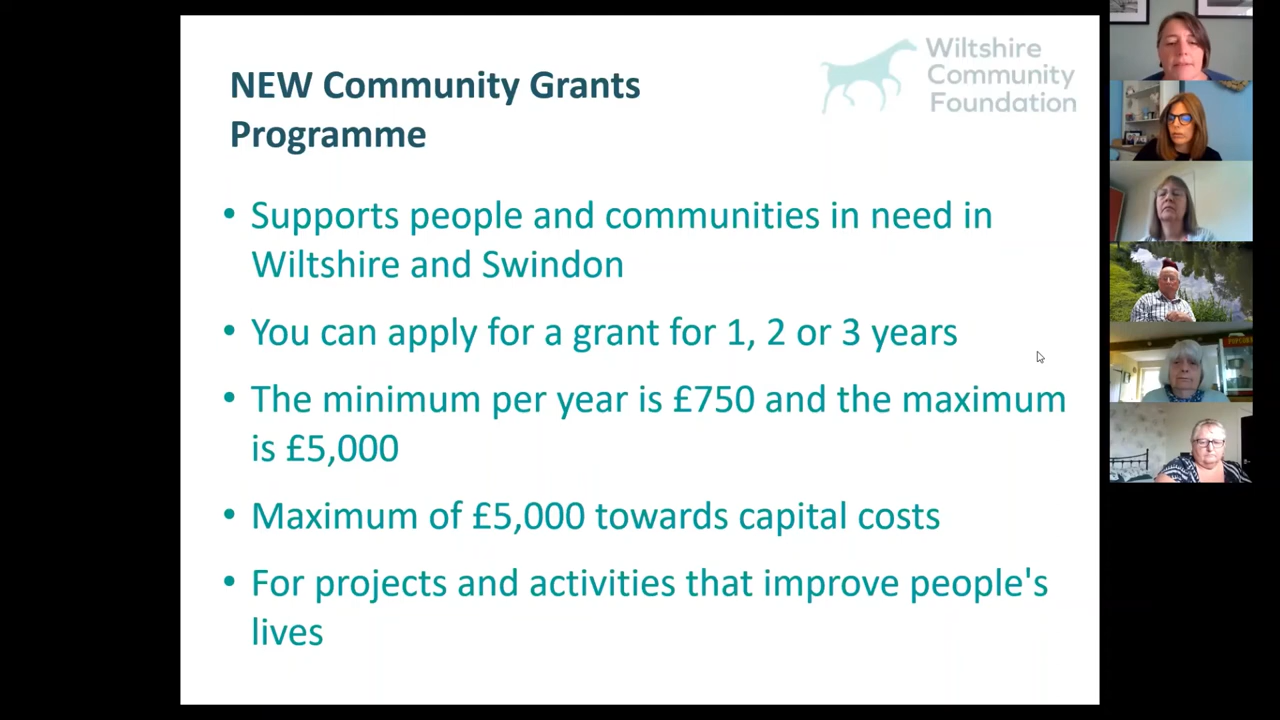 Wiltshire
Community
Foundation
NEW Community Grants
Programme
• Supports people and communities in need in
Wiltshire and Swindon
• You can apply for a grant for 1, 2 or 3 years
• The minimum per year is £750 and the maximum
is £5,000
• Maximum of £5,000 towards capital costs
• For projects and activities that improve people's
lives